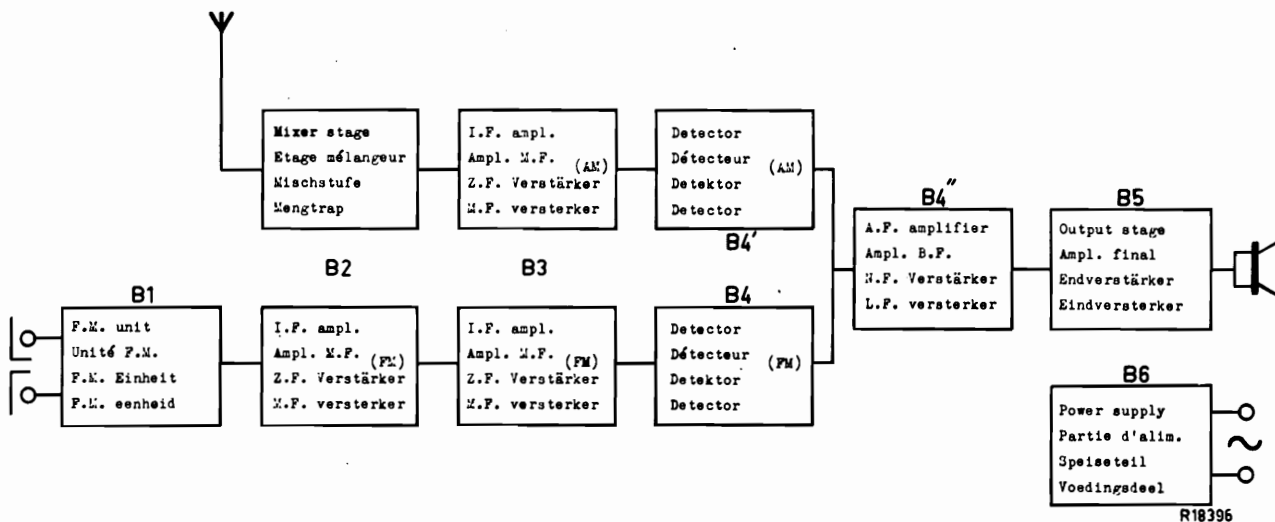 Mixer stage
Etage mélangeur
Mischstufe
Mengtrap
I.F. ampl.
Ampl. M.F. (AM)
Z.F. Verstärker
M.F. versterker
Detector
Détecteur (AM)
Detektor
Detector
B4'
B4"
A.F. amplifier
Ampl. B.F.
N.F. Verstärker
L.F. versterker
B5
Output stage
Ampl. final
Endverstärker
Eindversterker
B1
F.M. unit
Unité F.M.
F.M. Einheit
F.M. eenheid
B2
I.F. ampl.
Ampl. M.F. (FM)
Z.F. Verstärker
M.F. versterker
B3
I.F. ampl.
Ampl. M.F. (FM)
Z.F. Verstärker
M.F. versterker
B4
Detector
Détecteur (FM)
Detektor
Detector
B6
Power supply
Partie d'alim.
Speiseteil
Voedingsdeel
R18396